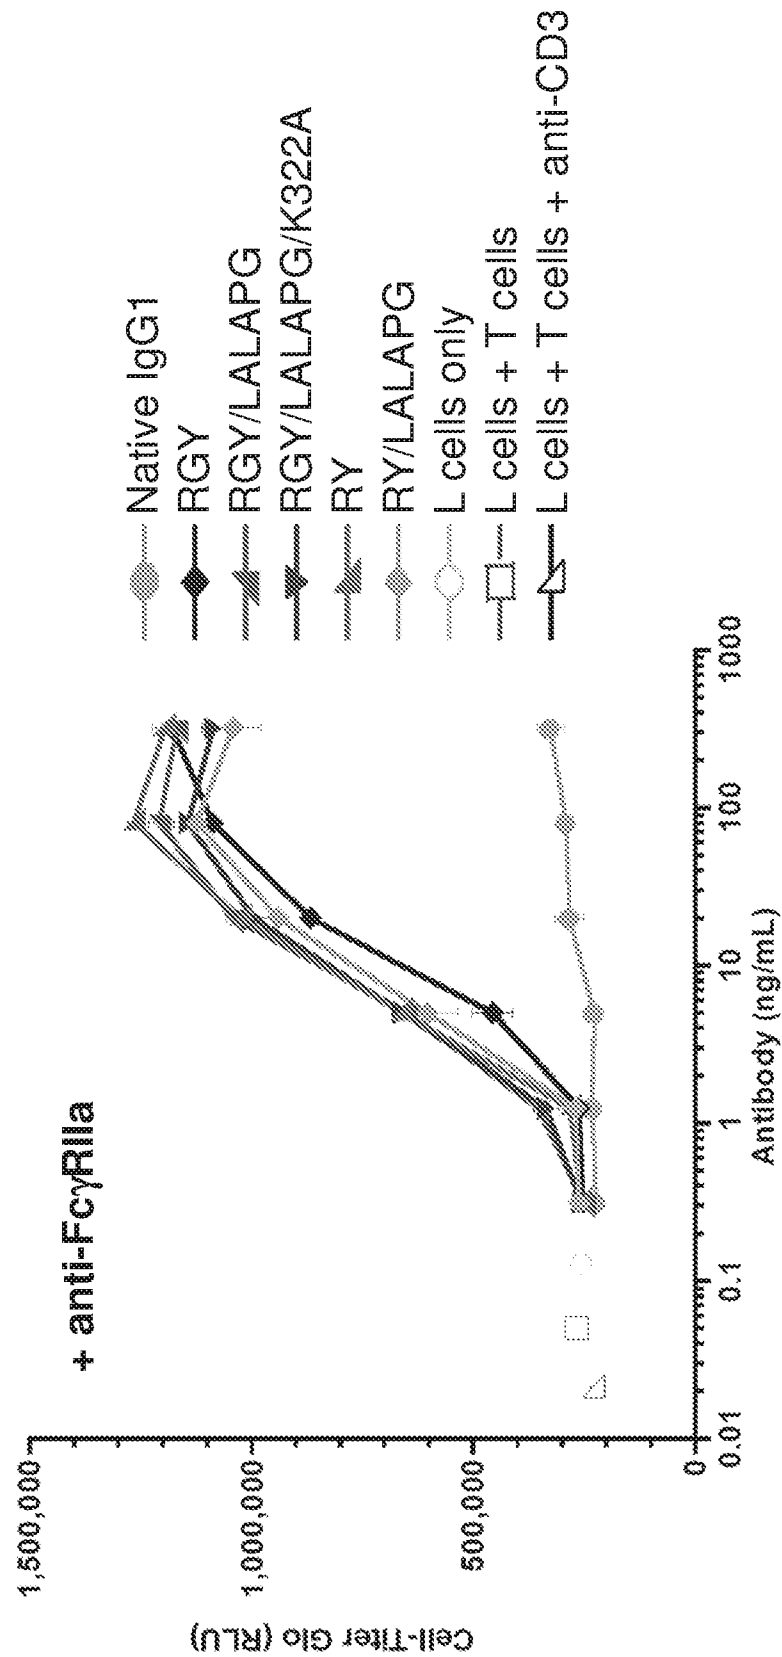 + anti-FcγRIIa
Cell-Titer Glo (RLU)
1,500,000
1,000,000
500,000
0
0.01
0.1
1
10
100
1000
Antibody (ng/mL)
Native IgG1
RGY
RGY/LALAPG
RGY/LALAPG/K322A
RY
RY/LALAPG
L cells only
L cells + T cells
L cells + T cells + anti-CD3